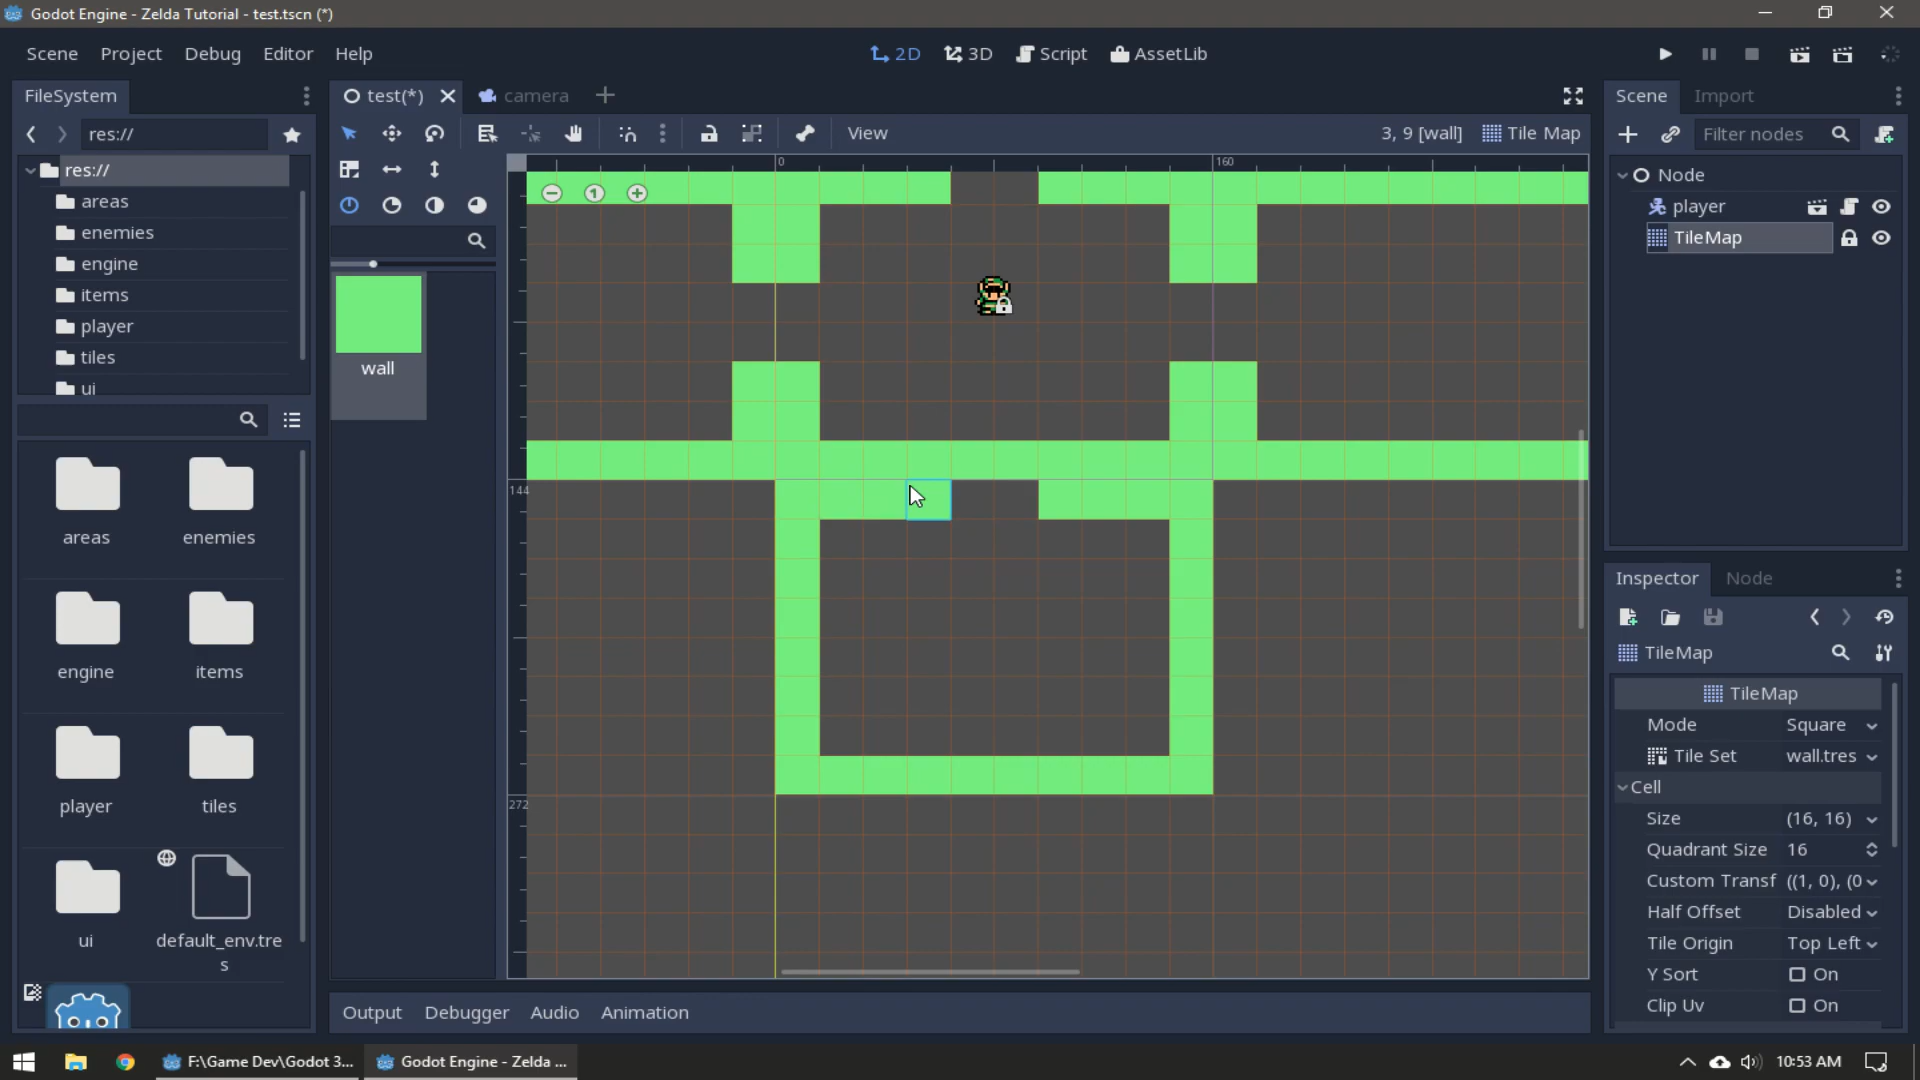 Godot Engine - Zelda Tutorial - test.tscn (*)
Scene Project Debug Editor Help
2D 3D Script AssetLib
FileSystem
test(*) camera
Scene Import
res://
View
3, 9 [wall] Tile Map
Filter nodes
0
160
res://
areas
enemies
engine
items
player
tiles
ui
1
wall
Node
player
TileMap
144
272
areas
enemies
engine
items
player
tiles
ui
default_env.tre
s
Inspector Node
TileMap
TileMap
Mode Square
Tile Set wall.tres
Cell
Size (16, 16)
Quadrant Size 16
Custom Transf ((1, 0), (0
Half Offset Disabled
Tile Origin Top Left
Y Sort On
Clip Uv On
Output Debugger Audio Animation
F:\Game Dev\Godot 3...
Godot Engine - Zelda ...
10:53 AM